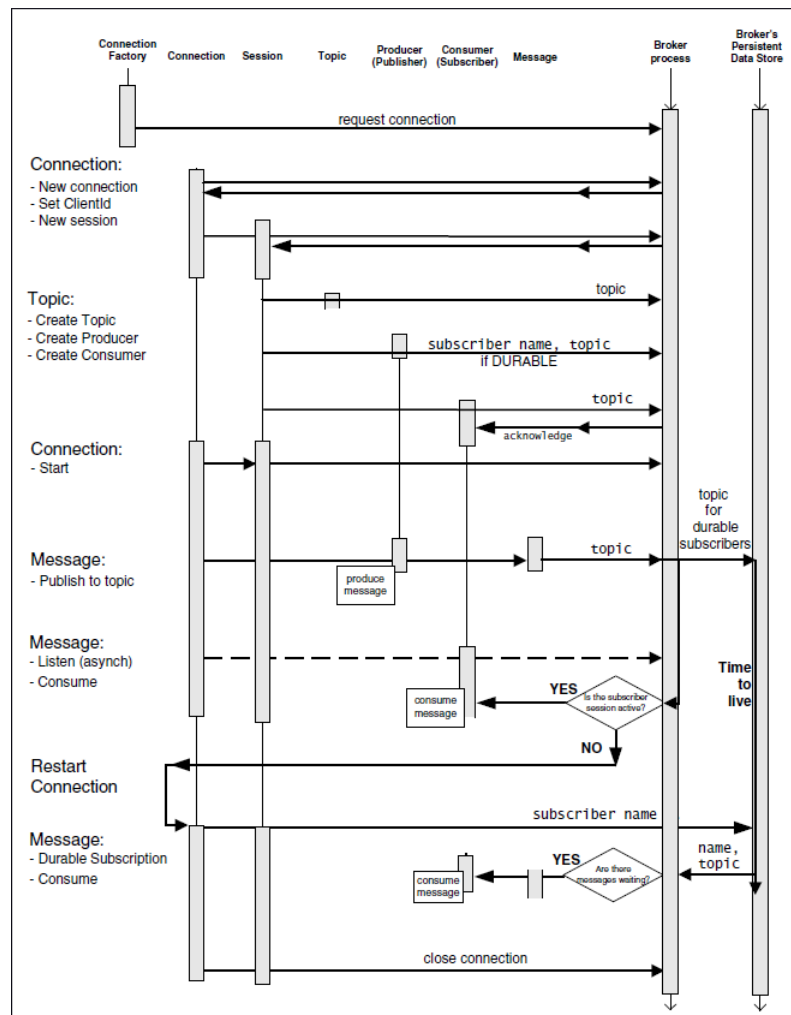 Connection
Factory
Connection
Session
Topic
Producer
(Publisher)
Consumer
(Subscriber)
Message
Broker
process
Broker's
Persistent
Data Store
request connection
Connection:
- New connection
- Set ClientId
- New session
topic
Topic:
- Create Topic
- Create Producer
- Create Consumer
subscriber name, topic
if DURABLE
topic
acknowledge
Connection:
- Start
topic
for
durable
subscribers
Message:
- Publish to topic
topic
produce
message
Message:
- Listen (asynch)
- Consume
Time
to
live
YES
Is the subscriber
session active?
consume
message
NO
Restart
Connection
subscriber name
Message:
- Durable Subscription
- Consume
name,
topic
YES
Are there
messages waiting?
consume
message
close connection